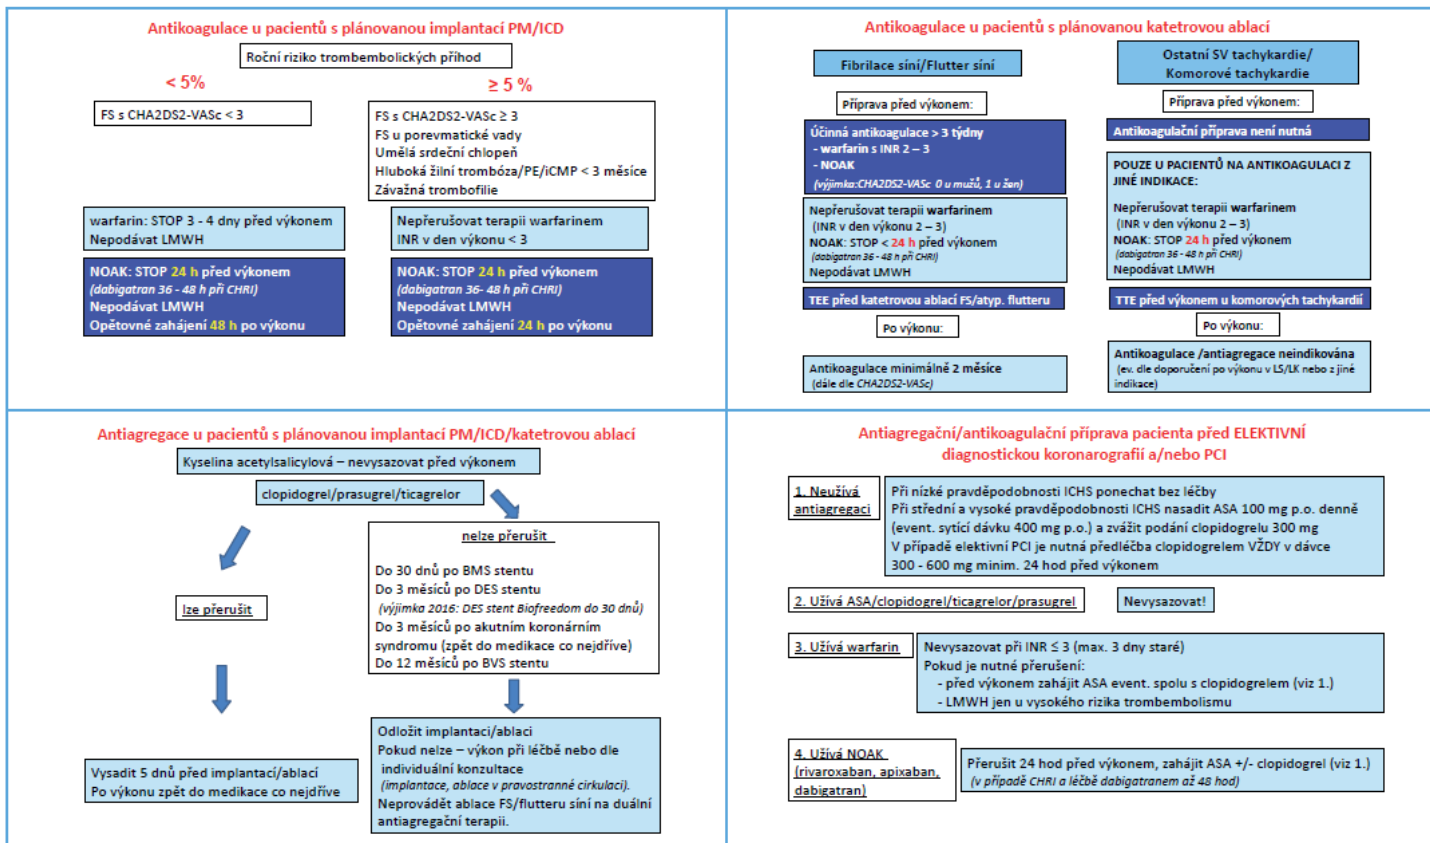 Antikoagulace u pacientů s plánovanou implantací PM/ICD
Roční riziko trombembolických příhod
< 5%
≥ 5 %
FS s CHA2DS2-VASc < 3
FS s CHA2DS2-VASc ≥ 3
FS u porevmatické vady
Umělá srdeční chlopeň
Hluboká žilní trombóza/PE/iCMP < 3 měsíce
Závažná trombofilie
warfarin: STOP 3 - 4 dny před výkonem
Nepodávat LMWH
Nepřerušovat terapii warfarinem
INR v den výkonu < 3
NOAK: STOP 24 h před výkonem
(dabigatran 36 - 48 h při CHRI)
Nepodávat LMWH
Opětovné zahájení 48 h po výkonu
NOAK: STOP 24 h před výkonem
(dabigatran 36- 48 h při CHRI)
Nepodávat LMWH
Opětovné zahájení 24 h po výkonu
Antikoagulace u pacientů s plánovanou katetrovou ablací
Fibrilace síní/Flutter síní
Příprava před výkonem:
Účinná antikoagulace > 3 týdny
- warfarin s INR 2 – 3
- NOAK
(výjimka:CHA2DS2-VASc 0 u mužů, 1 u žen)
Nepřerušovat terapii warfarinem
(INR v den výkonu 2 – 3)
NOAK: STOP < 24 h před výkonem
(dabigatran 36 - 48 h při CHRI)
Nepodávat LMWH
TEE před katetrovou ablací FS/atyp. flutteru
Po výkonu:
Antikoagulace minimálně 2 měsíce
(dále dle CHA2DS2-VASc)
Ostatní SV tachykardie/
Komorové tachykardie
Příprava před výkonem:
Antikoagulační příprava není nutná
POUZE U PACIENTŮ NA ANTIKOAGULACI Z
JINÉ INDIKACE:
Nepřerušovat terapii warfarinem
(INR v den výkonu 2 – 3)
NOAK: STOP 24 h před výkonem
(dabigatran 36 - 48 h při CHRI)
Nepodávat LMWH
TTE před výkonem u komorových tachykardií
Po výkonu:
Antikoagulace /antiagregace neindikována
(ev. dle doporučení po výkonu v LS/LK nebo z jiné
indikace)
Antiagregace u pacientů s plánovanou implantací PM/ICD/katetrovou ablací
Kyselina acetylsalicylová – nevysazovat před výkonem
clopidogrel/prasugrel/ticagrelor
lze přerušit
Vysadit 5 dnů před implantací/ablací
Po výkonu zpět do medikace co nejdříve
nelze přerušit
Do 30 dnů po BMS stentu
Do 3 měsíců po DES stentu
(výjimka 2016: DES stent Biofreedom do 30 dnů)
Do 3 měsíců po akutním koronárním
syndromu (zpět do medikace co nejdříve)
Do 12 měsíců po BVS stentu
Odložit implantaci/ablaci
Pokud nelze – výkon při léčbě nebo dle
individuální konzultace
(implantace, ablace v pravostranné cirkulaci).
Neprovádět ablace FS/flutteru síní na duální
antiagregační terapii.
Antiagregační/antikoagulační příprava pacienta před ELEKTIVNÍ
diagnostickou koronarografií a/nebo PCI
1. Neužívá
antiagregaci
Při nízké pravděpodobnosti ICHS ponechat bez léčby
Při střední a vysoké pravděpodobnosti ICHS nasadit ASA 100 mg p.o. denně
(event. sytící dávku 400 mg p.o.) a zvážit podání clopidogrelu 300 mg
V případě elektivní PCI je nutná předléčba clopidogrelem VŽDY v dávce
300 - 600 mg minim. 24 hod před výkonem
2. Užívá ASA/clopidogrel/ticagrelor/prasugrel
Nevysazovat!
3. Užívá warfarin
Nevysazovat při INR ≤ 3 (max. 3 dny staré)
Pokud je nutné přerušení:
- před výkonem zahájit ASA event. spolu s clopidogrelem (viz 1.)
- LMWH jen u vysokého rizika trombembolismu
4. Užívá NOAK
(rivaroxaban, apixaban,
dabigatran)
Přerušit 24 hod před výkonem, zahájit ASA +/- clopidogrel (viz 1.)
(v případě CHRI a léčbě dabigatranem až 48 hod)